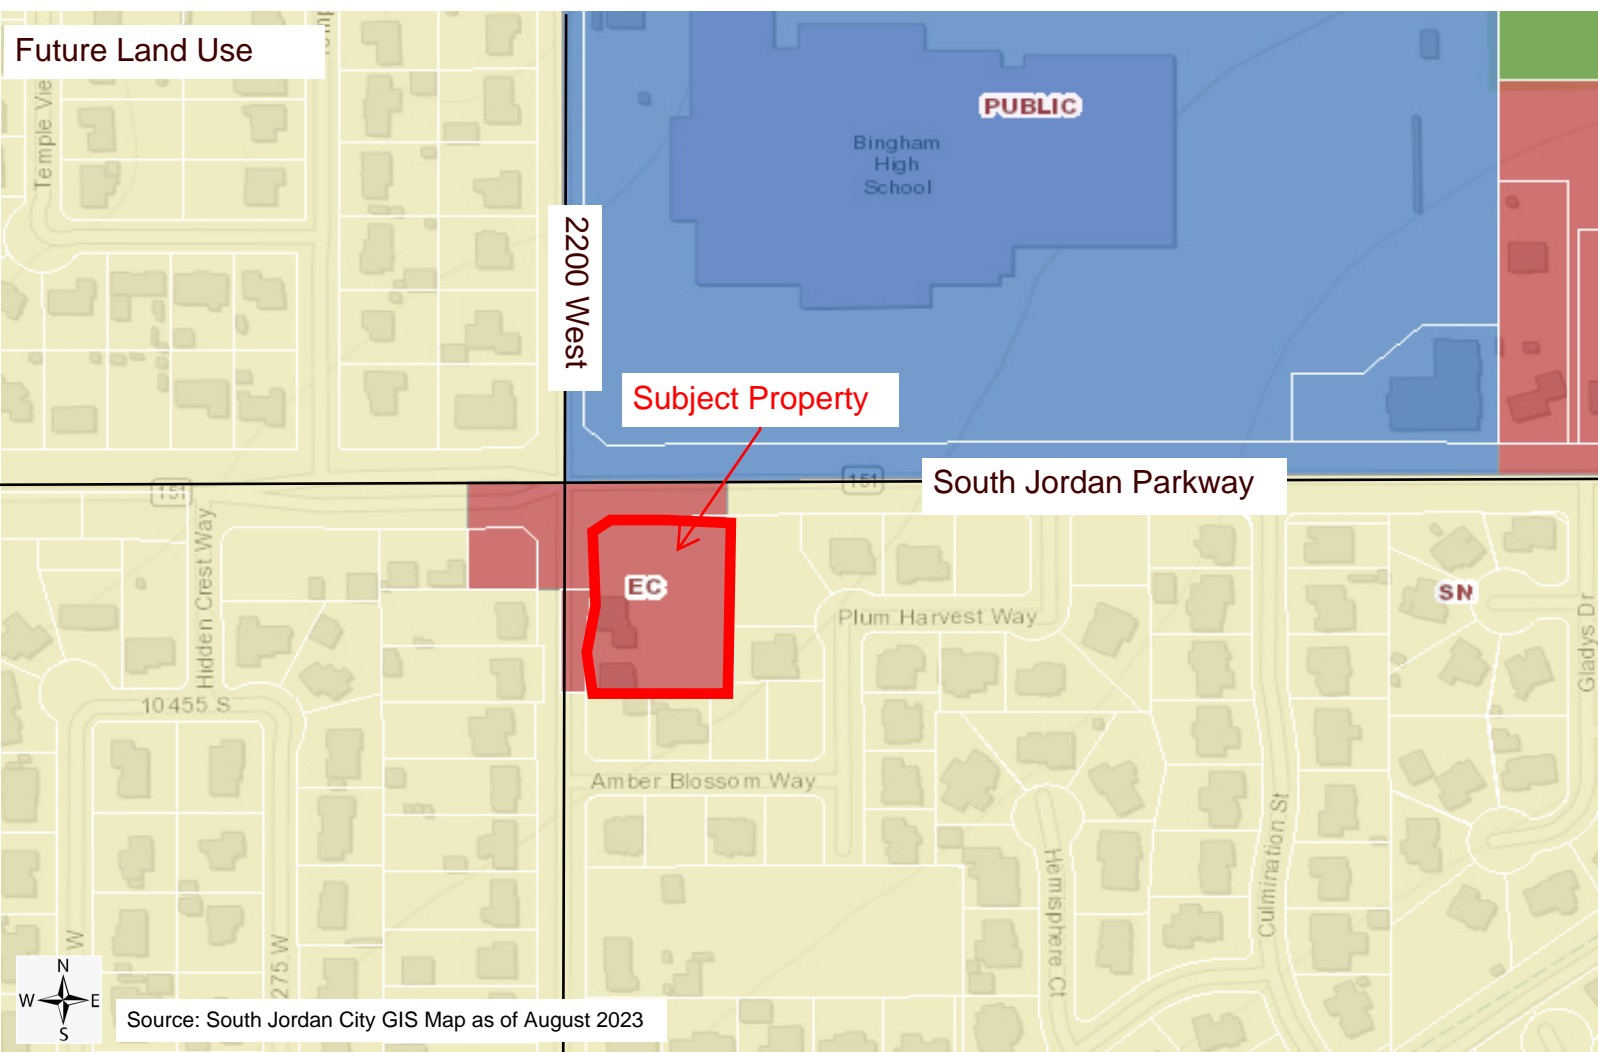 Future Land Use
Temple Vie
PUBLIC
Bingham
High
School
2200 West
Subject Property
151
151
South Jordan Parkway
Hidden Crest Way
EC
SN
Plum Harvest Way
Gladys Dr
10455 S
Amber Blossom Way
Culmination St
Hemisphere Ct
W
275 W
N
W
E
S
Source: South Jordan City GIS Map as of August 2023